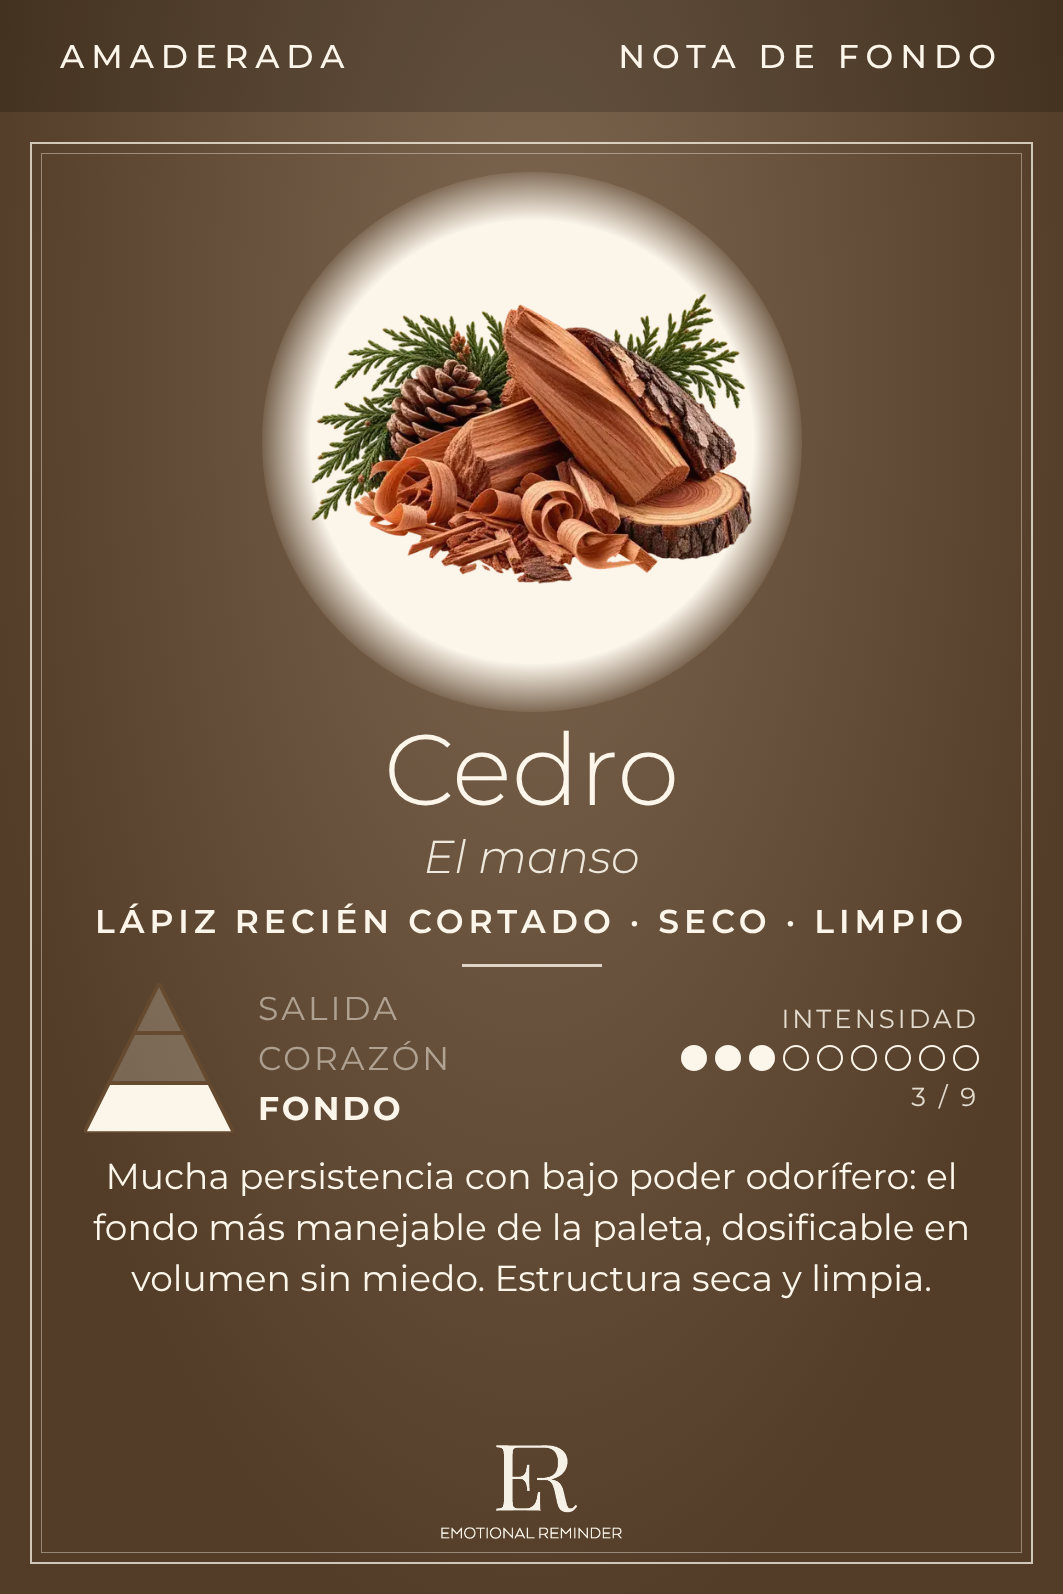 AMADERADA
NOTA DE FONDO
Cedro
El manso
LÁPIZ RECIÉN CORTADO · SECO · LIMPIO
SALIDA
CORAZÓN
FONDO
INTENSIDAD
3 / 9
Mucha persistencia con bajo poder odorífero: el
fondo más manejable de la paleta, dosificable en
volumen sin miedo. Estructura seca y limpia.
ER
EMOTIONAL REMINDER